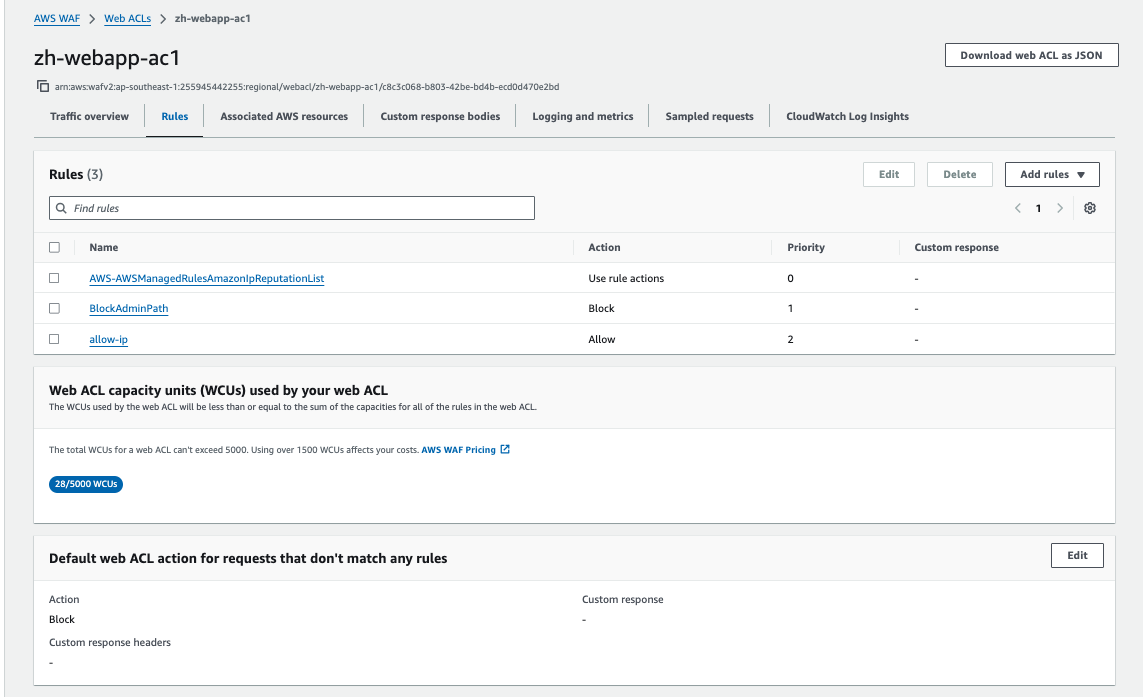 AWS WAF > Web ACLs > zh-webapp-ac1
zh-webapp-ac1
Download web ACL as JSON
arn:aws:wafv2:ap-southeast-1:255945442255:regional/webacl/zh-webapp-ac1/c8c3c068-b803-42be-bd4b-ecd0d470e2bd
Traffic overview Rules Associated AWS resources Custom response bodies Logging and metrics Sampled requests CloudWatch Log Insights
Rules (3) Edit Delete Add rules ▼
Find rules < 1 >
Name Action Priority Custom response
AWS-AWSManagedRulesAmazonIpReputationList Use rule actions 0 -
BlockAdminPath Block 1 -
allow-ip Allow 2 -
Web ACL capacity units (WCUs) used by your web ACL
The WCUs used by the web ACL will be less than or equal to the sum of the capacities for all of the rules in the web ACL.
The total WCUs for a web ACL can't exceed 5000. Using over 1500 WCUs affects your costs. AWS WAF Pricing
28/5000 WCUs
Default web ACL action for requests that don't match any rules Edit
Action Custom response
Block -
Custom response headers
-